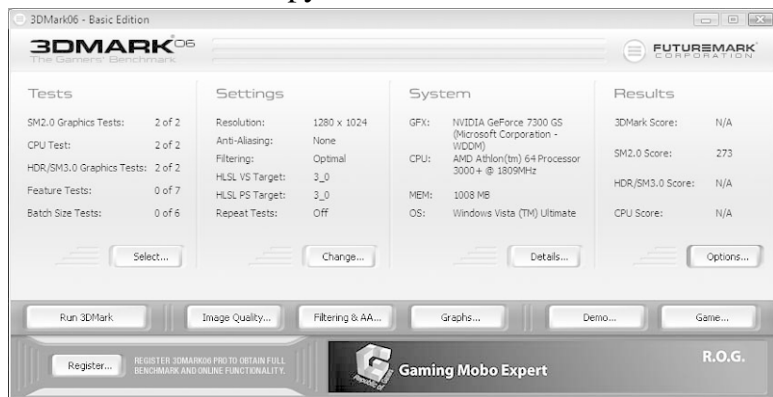 3DMark06 - Basic Edition
3DMARK 06
The Gamers' Benchmark
FUTUREMARK
CORPORATION
Tests
SM2.0 Graphics Tests: 2 of 2
CPU Test: 2 of 2
HDR/SM3.0 Graphics Tests: 2 of 2
Feature Tests: 0 of 7
Batch Size Tests: 0 of 6
Select...
Settings
Resolution: 1280 x 1024
Anti-Aliasing: None
Filtering: Optimal
HLSL VS Target: 3_0
HLSL PS Target: 3_0
Repeat Tests: Off
Change...
System
GFX: NVIDIA GeForce 7300 GS
(Microsoft Corporation -
WDDM)
CPU: AMD Athlon(tm) 64 Processor
3000+ @ 1809MHz
MEM: 1008 MB
OS: Windows Vista (TM) Ultimate
Details...
Results
3DMark Score: N/A
SM2.0 Score: 273
HDR/SM3.0 Score: N/A
CPU Score: N/A
Options...
Run 3DMark
Image Quality...
Filtering & AA...
Graphs...
Demo...
Game...
Register...
REGISTER 3DMARK06 PRO TO OBTAIN FULL
BENCHMARK AND ONLINE FUNCTIONALITY.
Gaming Mobo Expert
R.O.G.